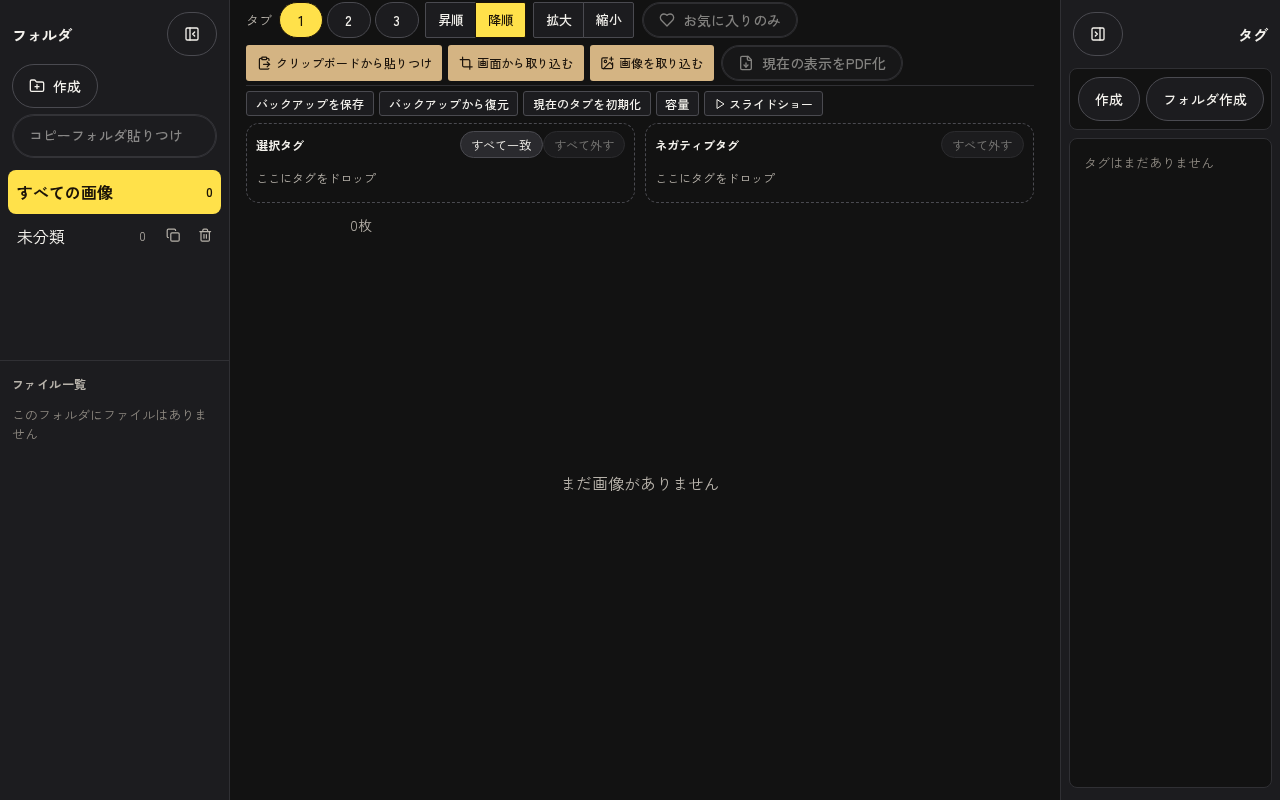 フォルダ
作成
コピーフォルダ貼りつけ
すべての画像 0
未分類 0
ファイル一覧
このフォルダにファイルはありま
せん
タブ 1 2 3 昇順 降順 拡大 縮小 お気に入りのみ
クリップボードから貼りつけ 画面から取り込む 画像を取り込む 現在の表示をPDF化
バックアップを保存 バックアップから復元 現在のタブを初期化 容量 スライドショー
選択タグ すべて一致 すべて外す
ここにタグをドロップ
ネガティブタグ すべて外す
ここにタグをドロップ
0枚
まだ画像がありません
タグ
作成 フォルダ作成
タグはまだありません